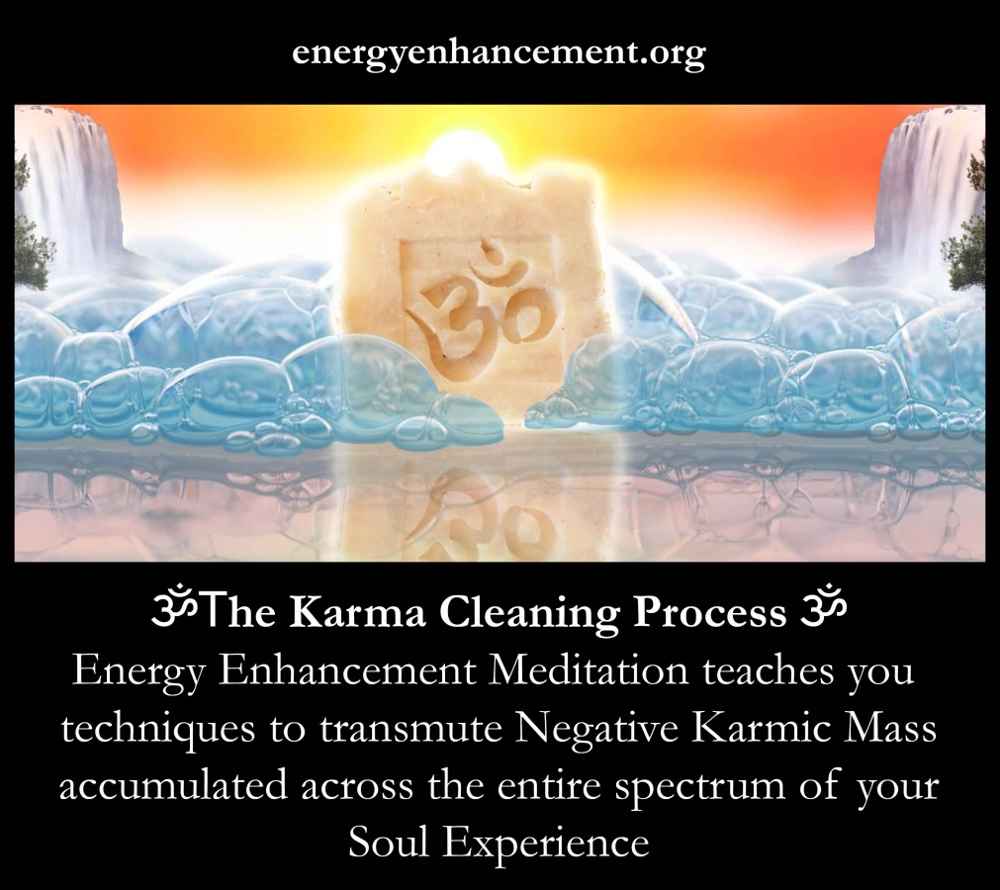 energyenhancement.org
ॐ
ॐThe Karma Cleaning Process ॐ
Energy Enhancement Meditation teaches you
techniques to transmute Negative Karmic Mass
accumulated across the entire spectrum of your
Soul Experience